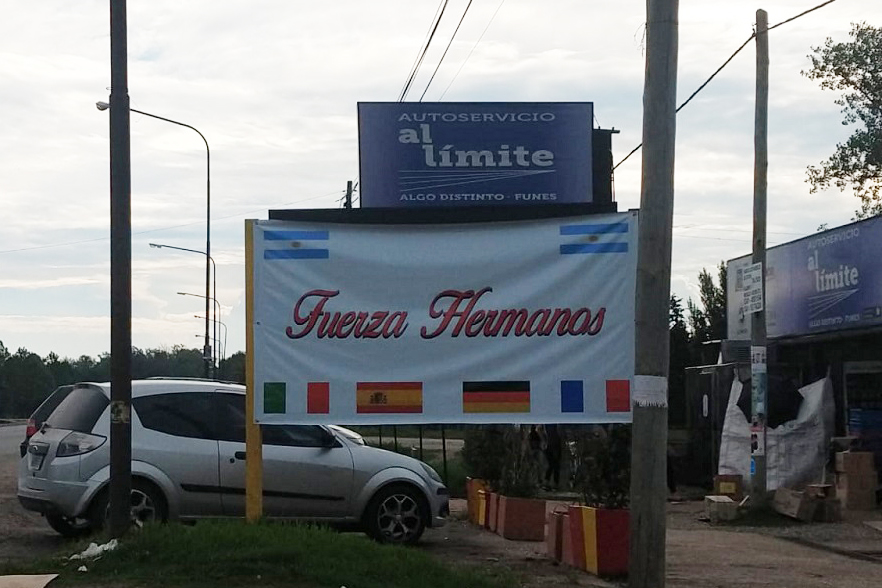 AUTOSERVICIO
al
límite
ALGO DISTINTO - FUNES
Fuerza Hermanos
AUTOSERVICIO
al
límite
ALGO DISTINTO - FUNES